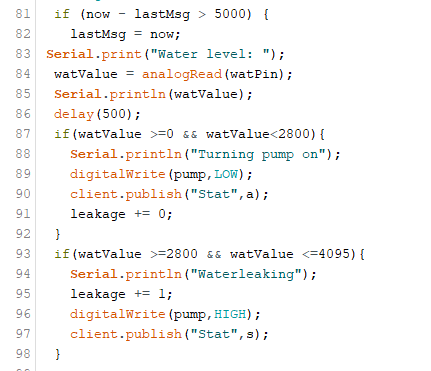 81 if (now - lastMsg > 5000) {
82 lastMsg = now;
83 Serial.print("Water level: ");
84 watValue = analogRead(watPin);
85 Serial.println(watValue);
86 delay(500);
87 if(watValue >=0 && watValue<2800){
88 Serial.println("Turning pump on");
89 digitalWrite(pump,LOW);
90 client.publish("Stat",a);
91 leakage += 0;
92 }
93 if(watValue >=2800 && watValue <=4095){
94 Serial.println("Waterleaking");
95 leakage += 1;
96 digitalWrite(pump,HIGH);
97 client.publish("Stat",s);
98 }